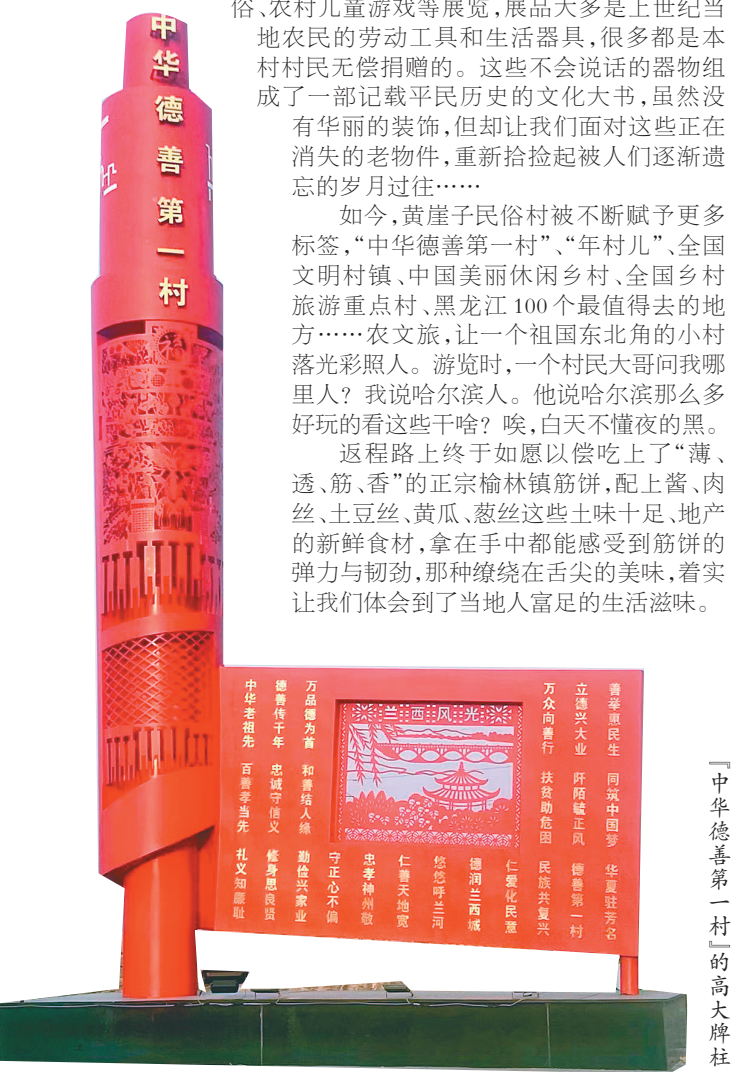 俗、农村儿童游戏等展览,展品大多是上世纪当
地农民的劳动工具和生活器具,很多都是本
村村民无偿捐赠的。这些不会说话的器物组
成了一部记载平民历史的文化大书,虽然没
有华丽的装饰,但却让我们面对这些正在
消失的老物件,重新拾捡起被人们逐渐遗
忘的岁月过往……
如今,黄崖子民俗村被不断赋予更多
标签,“中华德善第一村”、“年村儿”、全国
文明村镇、中国美丽休闲乡村、全国乡村
旅游重点村、黑龙江100个最值得去的地
方……农文旅,让一个祖国东北角的小村
落光彩照人。游览时,一个村民大哥问我哪
里人？我说哈尔滨人。他说哈尔滨那么多
好玩的看这些干啥？唉,白天不懂夜的黑。
返程路上终于如愿以偿吃上了“薄、
透、筋、香”的正宗榆林镇筋饼,配上酱、肉
丝、土豆丝、黄瓜、葱丝这些土味十足、地产
的新鲜食材,拿在手中都能感受到筋饼的
弹力与韧劲,那种缭绕在舌尖的美味,着实
让我们体会到了当地人富足的生活滋味。
中华德善第一村
善举惠民生 同筑中国梦 华夏驻芳名
立德兴大业 阡陌毓正风 德善第一村
万众向善行 扶贫助危困 民族共复兴
兰西风光
仁爱化民意
德润兰西城
悠悠呼兰河
仁善天地宽
忠孝神州敬
守正心不偏
万品德为首 和善结人缘 勤俭兴家业
德善传千年 忠诚守信义 修身思良贤
中华老祖先 百善孝当先 礼义知廉耻
『中华德善第一村』的高大牌柱